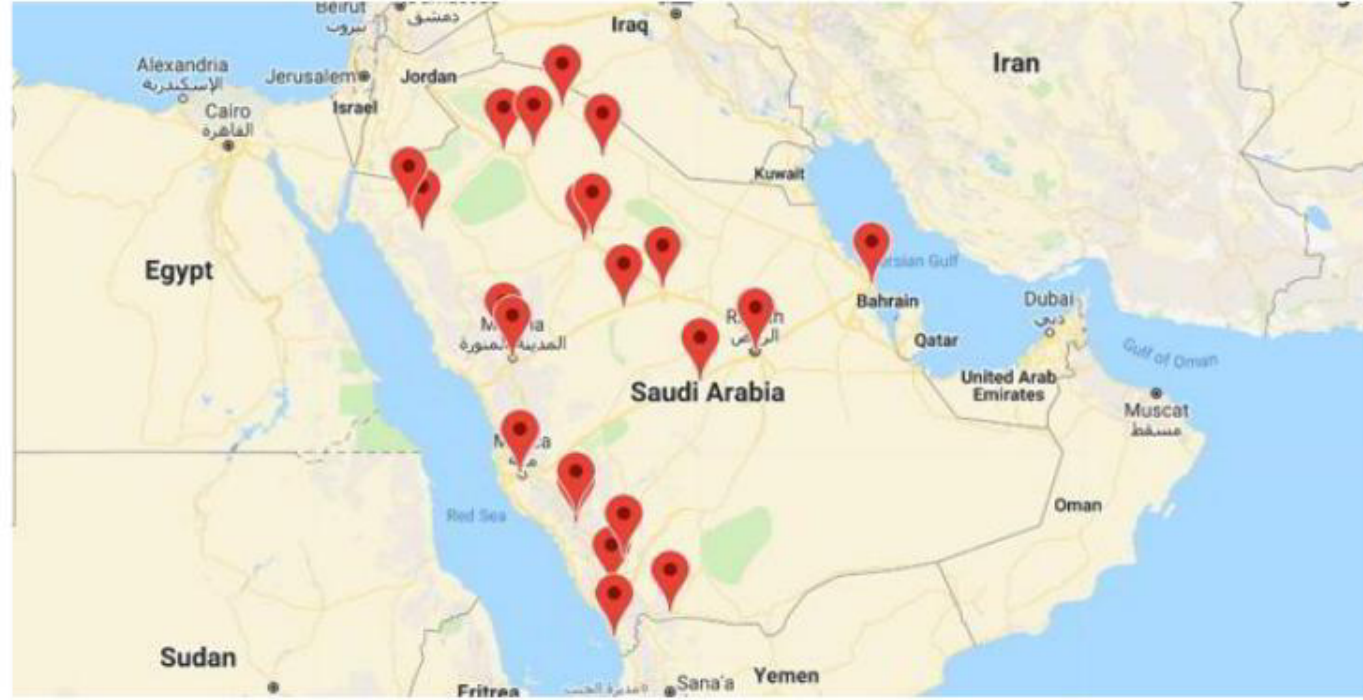 Beirut
بيروت
دمشق
Iraq
Iran
Alexandria
الإسكندرية
Jerusalem
Jordan
Israel
Cairo
القاهرة
Kuwait
Egypt
Persian Gulf
Bahrain
Dubai
دبي
المدينة المنورة
الرياض
Qatar
Gulf of Oman
Saudi Arabia
United Arab
Emirates
Muscat
مسقط
مكة
Red Sea
Oman
Sudan
Eritrea
Sana'a
Yemen